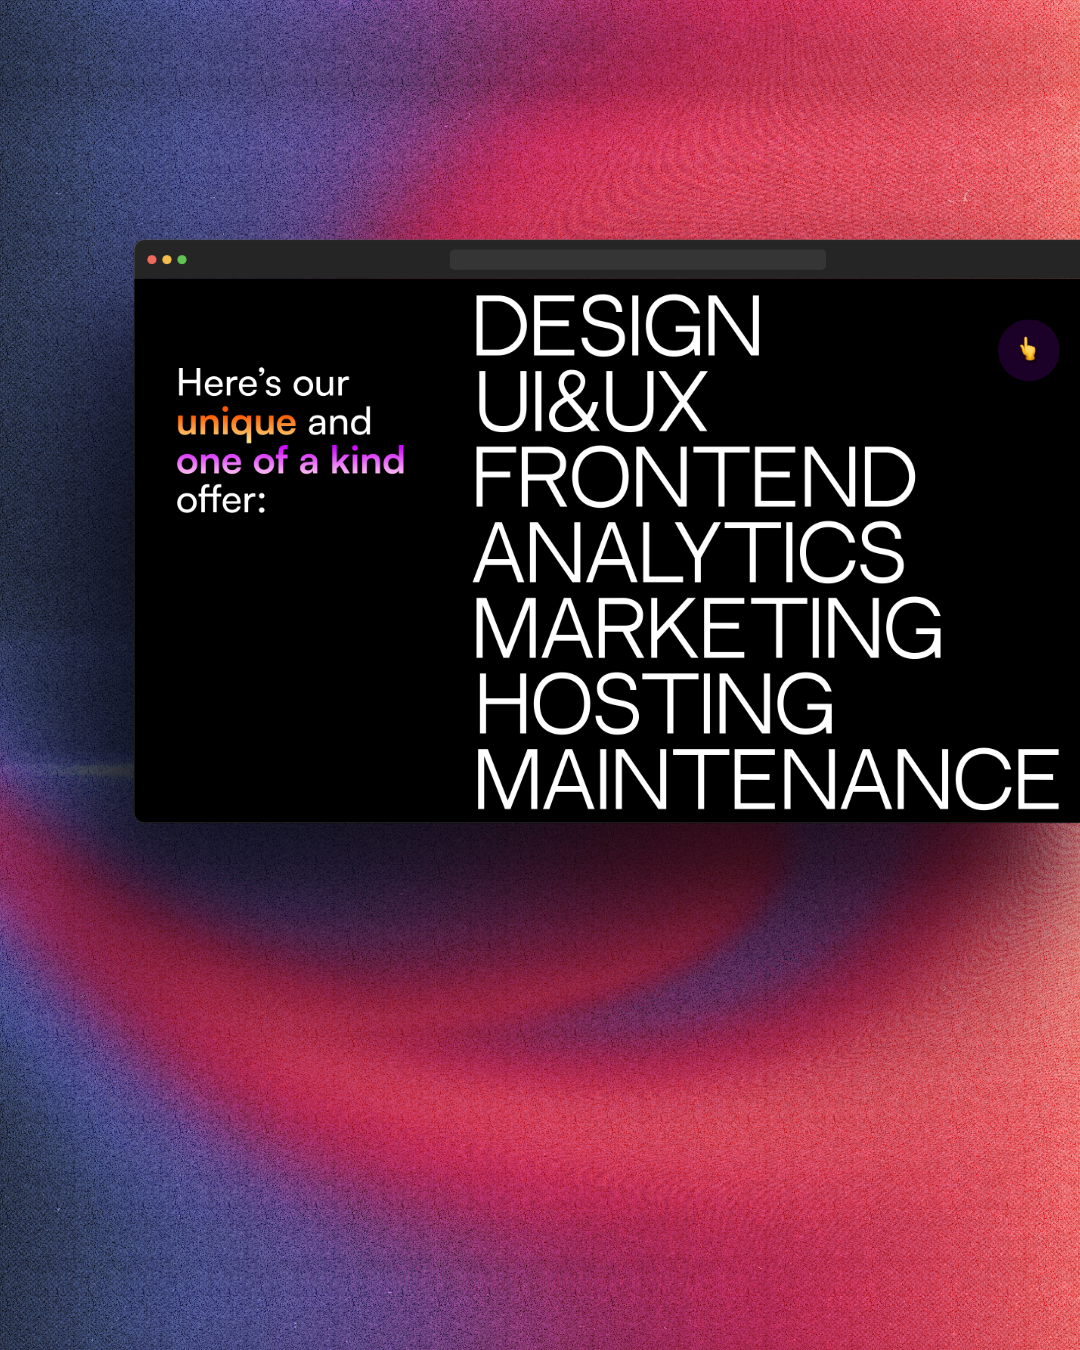 Here’s our
unique and
one of a kind
offer:
DESIGN
UI&UX
FRONTEND
ANALYTICS
MARKETING
HOSTING
MAINTENANCE